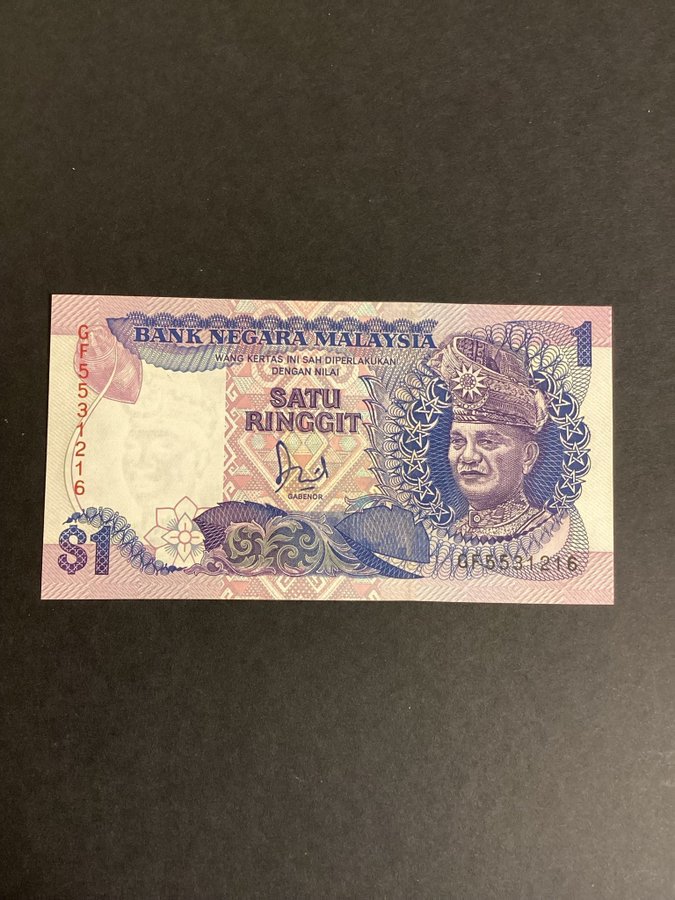 BANK NEGARA MALAYSIA
1
WANG KERTAS INI SAH DIPERLAKUKAN
DENGAN NILAI
SATU
RINGGIT
GABENOR
GF5531216
$1
GF5531216